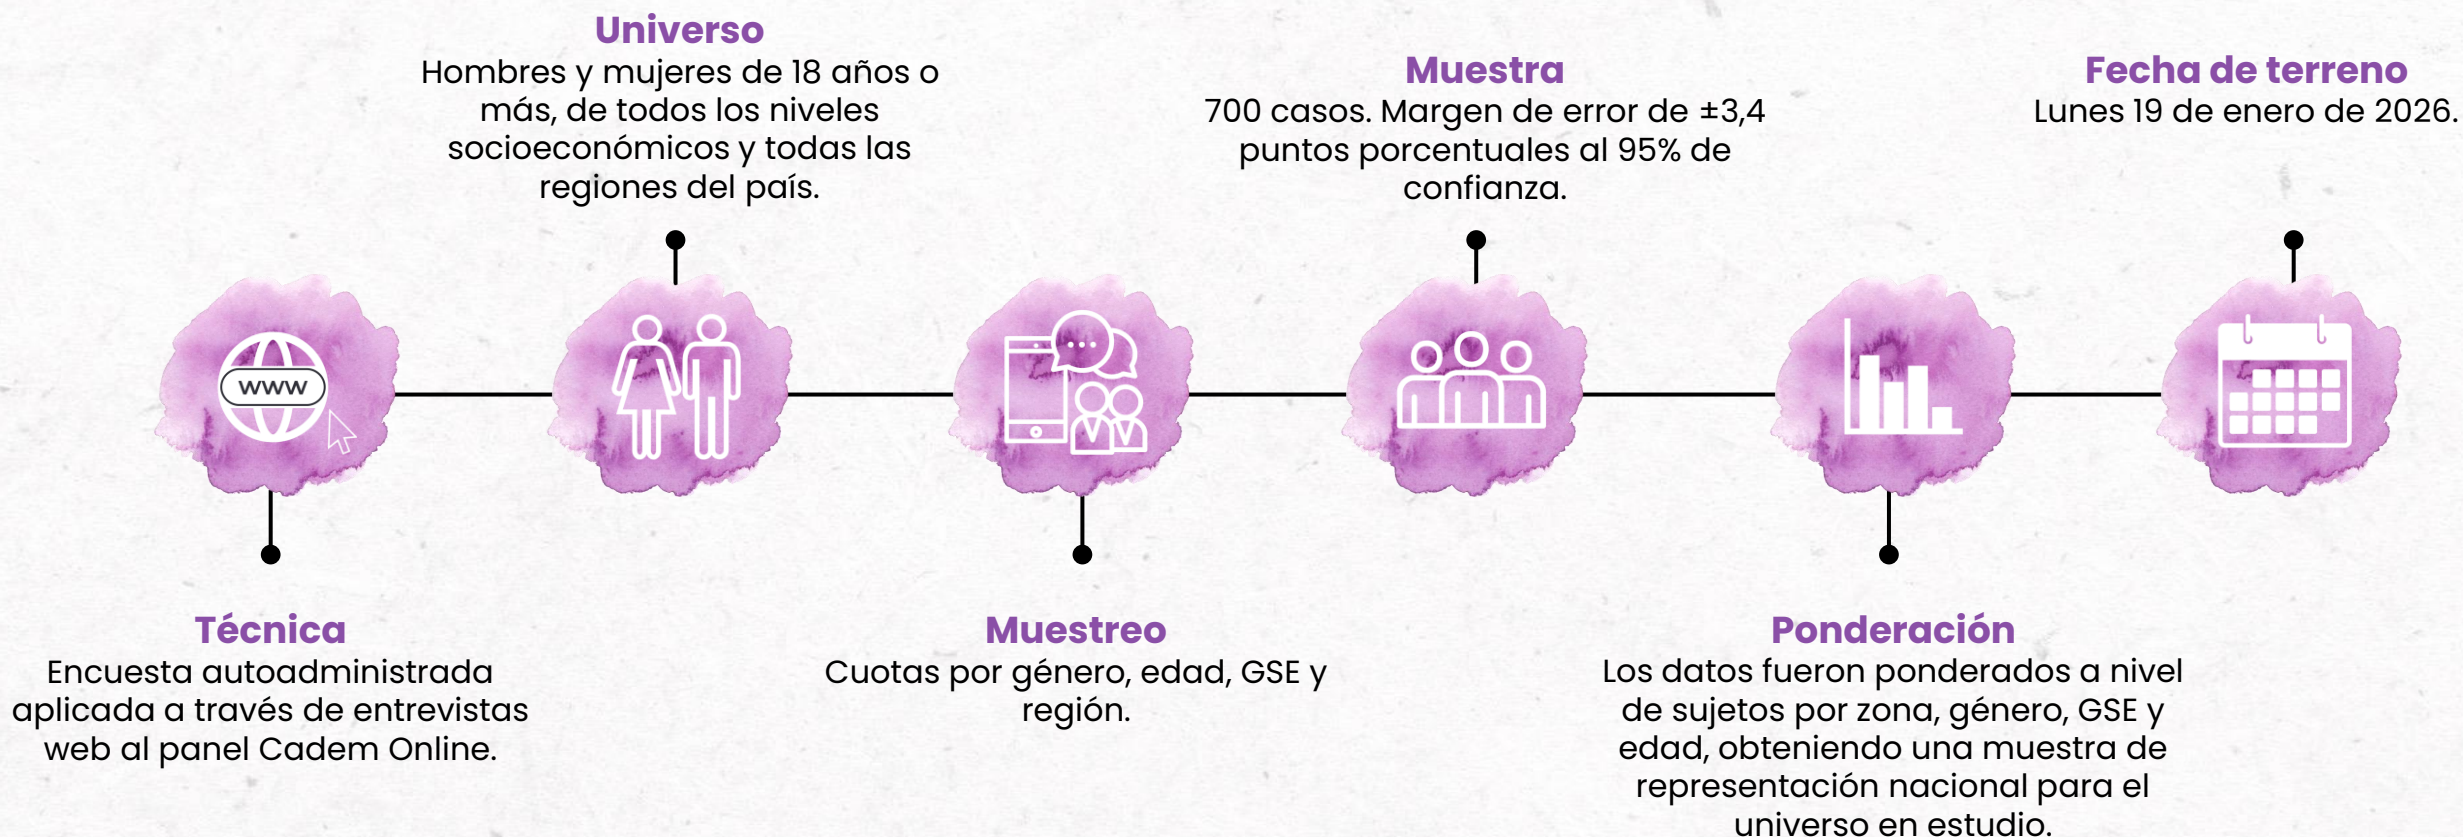 Técnica
Encuesta autoadministrada
aplicada a través de entrevistas
web al panel Cadem Online.
www
Universo
Hombres y mujeres de 18 años o
más, de todos los niveles
socioeconómicos y todas las
regiones del país.
Muestreo
Cuotas por género, edad, GSE y
región.
Muestra
700 casos. Margen de error de ±3,4
puntos porcentuales al 95% de
confianza.
Ponderación
Los datos fueron ponderados a nivel
de sujetos por zona, género, GSE y
edad, obteniendo una muestra de
representación nacional para el
universo en estudio.
Fecha de terreno
Lunes 19 de enero de 2026.